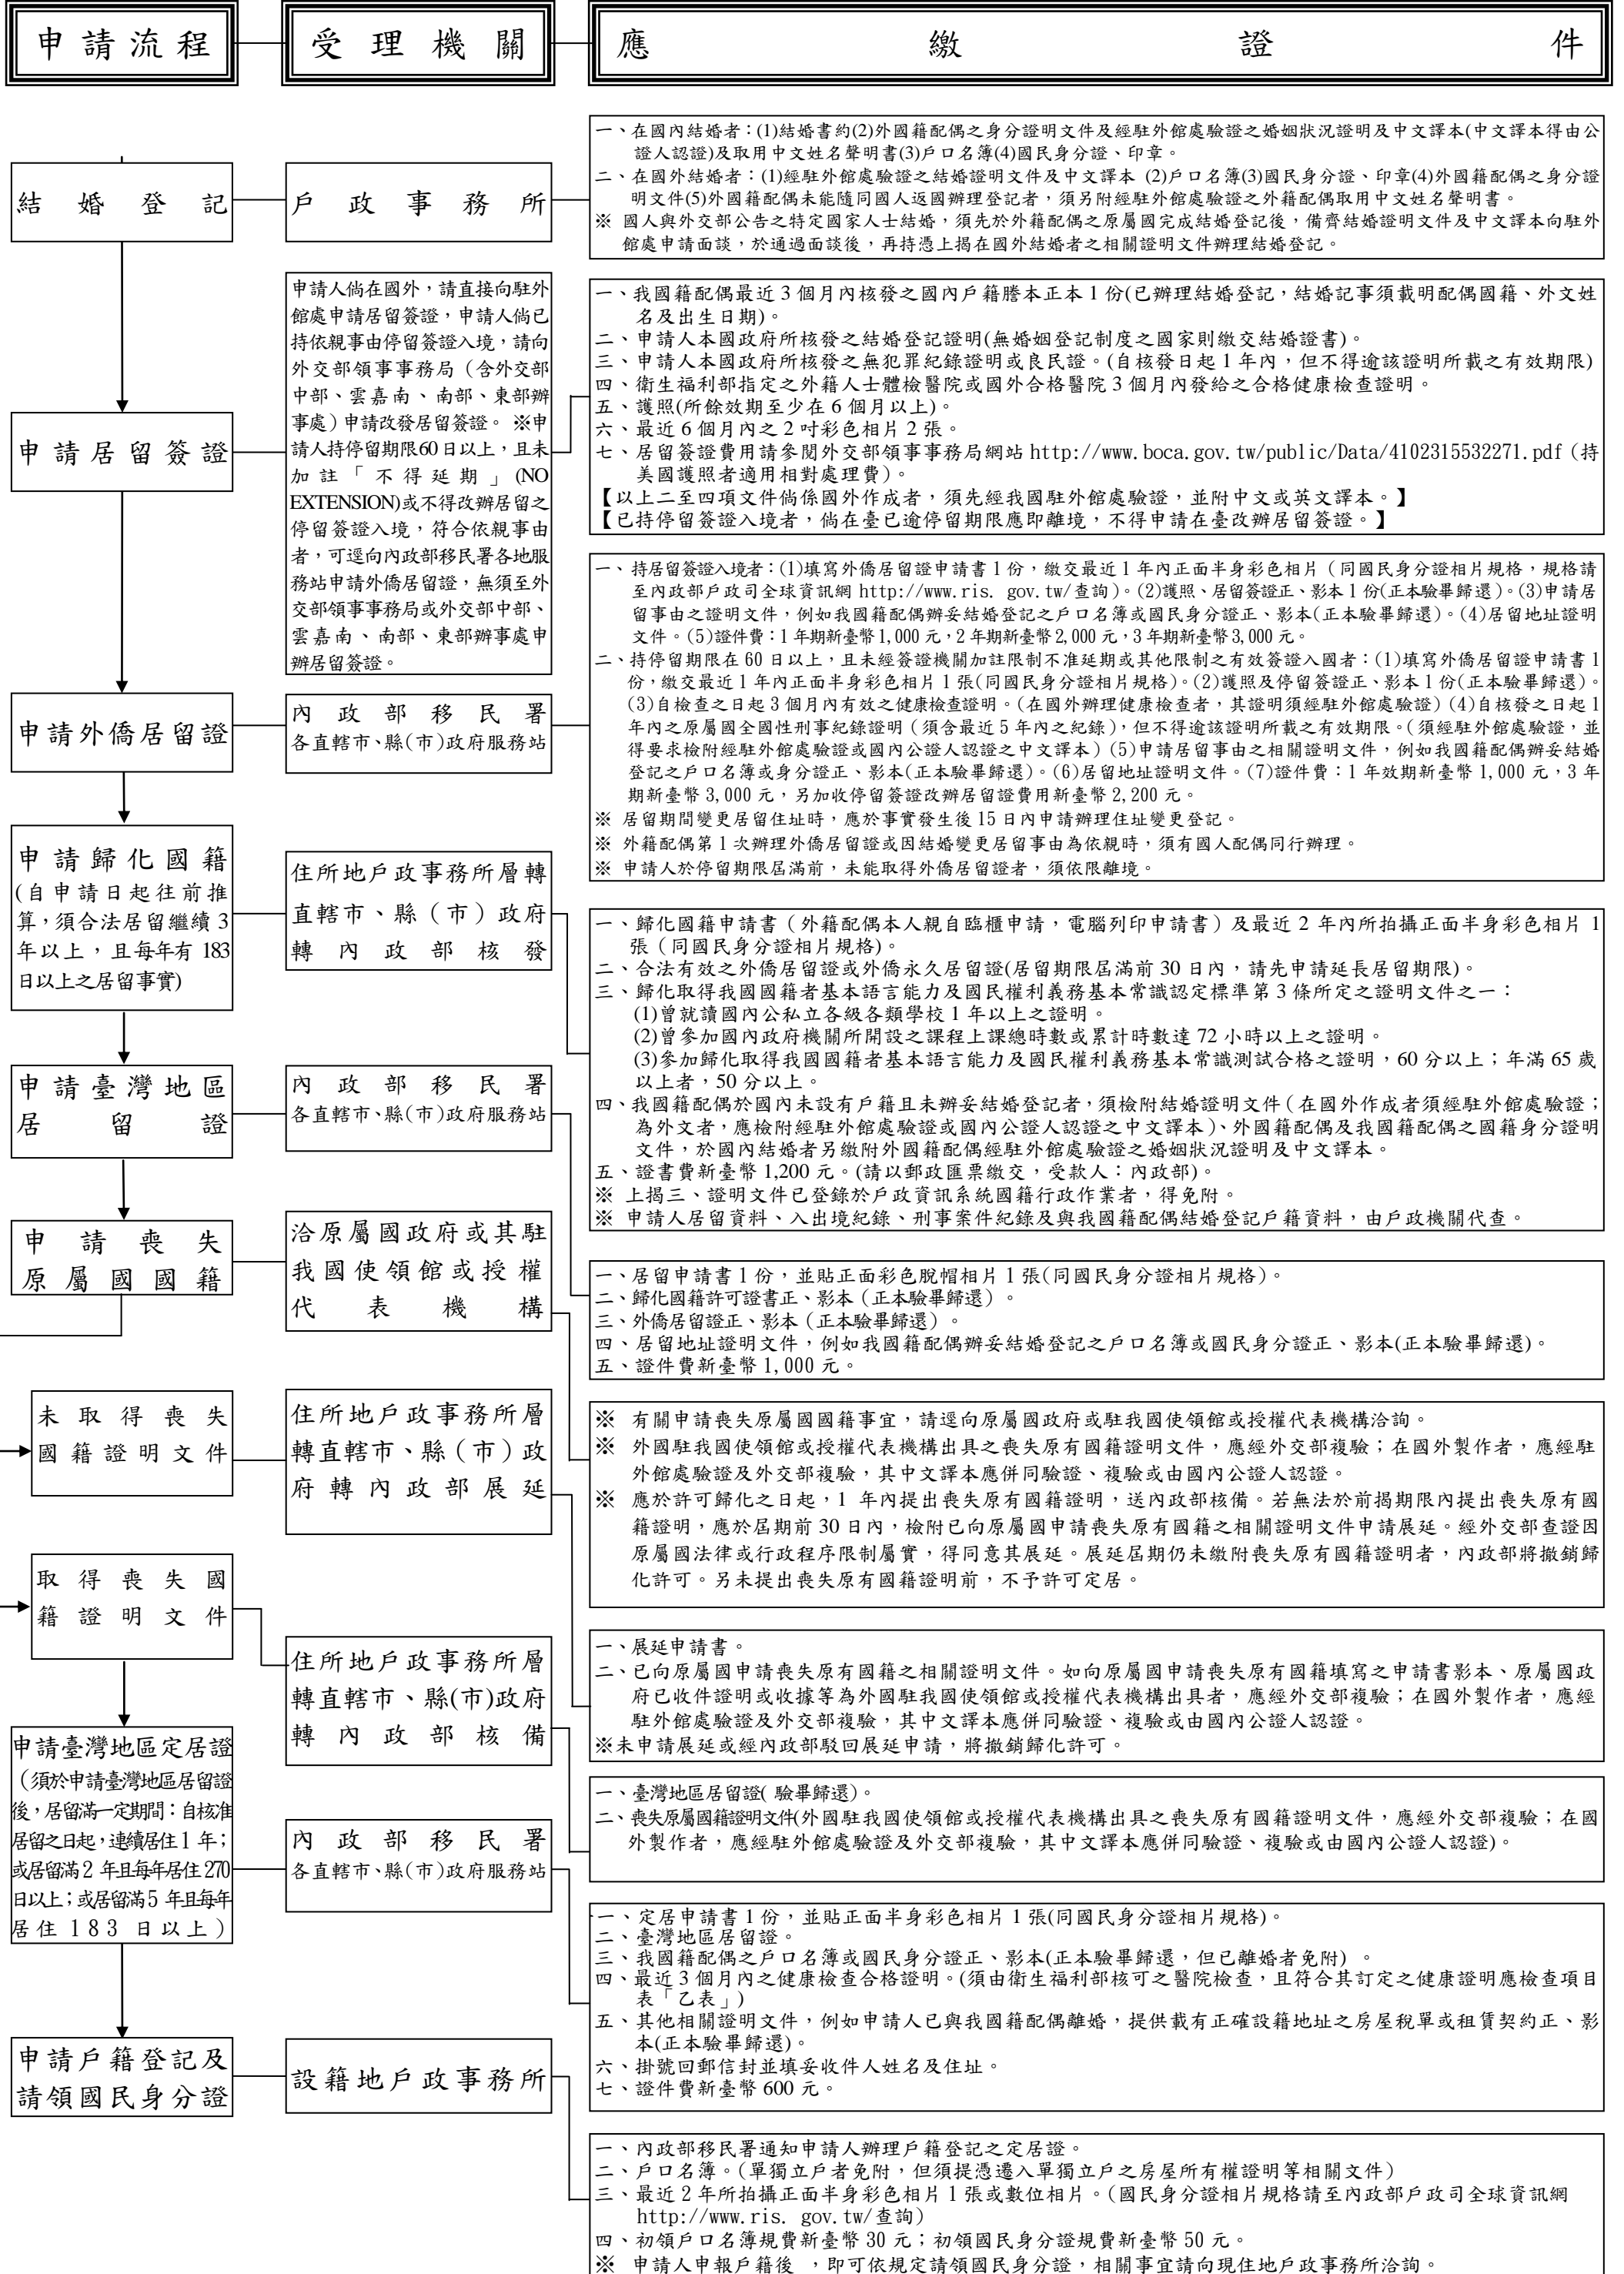 申請流程
受理機關
應繳證件
結婚登記
戶政事務所
一、在國內結婚者：(1)結婚書約(2)外國籍配偶之身分證明文件及經駐外館處驗證之婚姻狀況證明及中文譯本(中文譯本得由公
證人認證)及取用中文姓名聲明書(3)戶口名簿(4)國民身分證、印章。
二、在國外結婚者：(1)經駐外館處驗證之結婚證明文件及中文譯本 (2)戶口名簿(3)國民身分證、印章(4)外國籍配偶之身分證
明文件(5)外國籍配偶未能隨同國人返國辦理登記者，須另附經駐外館處驗證之外籍配偶取用中文姓名聲明書。
※ 國人與外交部公告之特定國家人士結婚，須先於外籍配偶之原屬國完成結婚登記後，備齊結婚證明文件及中文譯本向駐外
館處申請面談，於通過面談後，再持憑上揭在國外結婚者之相關證明文件辦理結婚登記。
申請居留簽證
申請人倘在國外，請直接向駐外
館處申請居留簽證，申請人倘已
持依親事由停留簽證入境，請向
外交部領事事務局（含外交部
中部、雲嘉南、南部、東部辦
事處）申請改發居留簽證。※申
請人持停留期限60日以上，且未
加註「不得延期」(NO
EXTENSION)或不得改辦居留之
停留簽證入境，符合依親事由
者，可逕向內政部移民署各地服
務站申請外僑居留證，無須至外
交部領事事務局或外交部中部、
雲嘉南、南部、東部辦事處申
辦居留簽證。
一、我國籍配偶最近 3 個月內核發之國內戶籍謄本正本 1 份(已辦理結婚登記，結婚記事須載明配偶國籍、外文姓
名及出生日期)。
二、申請人本國政府所核發之結婚登記證明(無婚姻登記制度之國家則繳交結婚證書)。
三、申請人本國政府所核發之無犯罪紀錄證明或良民證。(自核發日起 1 年內，但不得逾該證明所載之有效期限)
四、衛生福利部指定之外籍人士體檢醫院或國外合格醫院 3 個月內發給之合格健康檢查證明。
五、護照(所餘效期至少在 6 個月以上)。
六、最近 6 個月內之 2 吋彩色相片 2 張。
七、居留簽證費用請參閱外交部領事事務局網站 http://www.boca.gov.tw/public/Data/4102315532271.pdf（持
美國護照者適用相對處理費）。
【以上二至四項文件倘係國外作成者，須先經我國駐外館處驗證，並附中文或英文譯本。】
【已持停留簽證入境者，倘在臺已逾停留期限應即離境，不得申請在臺改辦居留簽證。】
申請外僑居留證
內政部移民署
各直轄市、縣(市)政府服務站
一、持居留簽證入境者：(1)填寫外僑居留證申請書 1 份，繳交最近 1 年內正面半身彩色相片（同國民身分證相片規格，規格請
至內政部戶政司全球資訊網 http://www.ris. gov.tw/查詢)。(2)護照、居留簽證正、影本 1 份(正本驗畢歸還)。(3)申請居
留事由之證明文件，例如我國籍配偶辦妥結婚登記之戶口名簿或國民身分證正、影本(正本驗畢歸還)。(4)居留地址證明
文件。(5)證件費：1 年期新臺幣 1,000 元，2 年期新臺幣 2,000 元，3 年期新臺幣 3,000 元。
二、持停留期限在 60 日以上，且未經簽證機關加註限制不准延期或其他限制之有效簽證入國者：(1)填寫外僑居留證申請書 1
份，繳交最近 1 年內正面半身彩色相片 1 張(同國民身分證相片規格)。(2)護照及停留簽證正、影本 1 份(正本驗畢歸還)。
(3)自檢查之日起 3 個月內有效之健康檢查證明。(在國外辦理健康檢查者，其證明須經駐外館處驗證) (4)自核發之日起 1
年內之原屬國全國性刑事紀錄證明（須含最近 5 年內之紀錄），但不得逾該證明所載之有效期限。(須經駐外館處驗證，並
得要求檢附經駐外館處驗證或國內公證人認證之中文譯本) (5)申請居留事由之相關證明文件，例如我國籍配偶辦妥結婚
登記之戶口名簿或身分證正、影本(正本驗畢歸還)。(6)居留地址證明文件。(7)證件費：1 年效期新臺幣 1,000 元，3 年
期新臺幣 3,000 元，另加收停留簽證改辦居留證費用新臺幣 2,200 元。
※ 居留期間變更居留住址時，應於事實發生後 15 日內申請辦理住址變更登記。
※ 外籍配偶第 1 次辦理外僑居留證或因結婚變更居留事由為依親時，須有國人配偶同行辦理。
※ 申請人於停留期限屆滿前，未能取得外僑居留證者，須依限離境。
申請歸化國籍
(自申請日起往前推
算，須合法居留繼續 3
年以上，且每年有 183
日以上之居留事實)
住所地戶政事務所層轉
直轄市、縣（市）政府
轉內政部核發
一、歸化國籍申請書（外籍配偶本人親自臨櫃申請，電腦列印申請書）及最近 2 年內所拍攝正面半身彩色相片 1
張（同國民身分證相片規格)。
二、合法有效之外僑居留證或外僑永久居留證(居留期限屆滿前 30 日內，請先申請延長居留期限)。
三、歸化取得我國國籍者基本語言能力及國民權利義務基本常識認定標準第 3 條所定之證明文件之一：
(1)曾就讀國內公私立各級各類學校 1 年以上之證明。
(2)曾參加國內政府機關所開設之課程上課總時數或累計時數達 72 小時以上之證明。
(3)參加歸化取得我國國籍者基本語言能力及國民權利義務基本常識測試合格之證明，60 分以上；年滿 65 歲
以上者，50 分以上。
四、我國籍配偶於國內未設有戶籍且未辦妥結婚登記者，須檢附結婚證明文件（在國外作成者須經駐外館處驗證；
為外文者，應檢附經駐外館處驗證或國內公證人認證之中文譯本）、外國籍配偶及我國籍配偶之國籍身分證明
文件，於國內結婚者另繳附外國籍配偶經駐外館處驗證之婚姻狀況證明及中文譯本。
五、證書費新臺幣 1,200 元。(請以郵政匯票繳交，受款人：內政部)。
※ 上揭三、證明文件已登錄於戶政資訊系統國籍行政作業者，得免附。
※ 申請人居留資料、入出境紀錄、刑事案件紀錄及與我國籍配偶結婚登記戶籍資料，由戶政機關代查。
申請臺灣地區
居留證
內政部移民署
各直轄市、縣(市)政府服務站
一、居留申請書 1 份，並貼正面彩色脫帽相片 1 張(同國民身分證相片規格)。
二、歸化國籍許可證書正、影本（正本驗畢歸還）。
三、外僑居留證正、影本（正本驗畢歸還）。
四、居留地址證明文件，例如我國籍配偶辦妥結婚登記之戶口名簿或國民身分證正、影本(正本驗畢歸還)。
五、證件費新臺幣 1,000 元。
申請喪失
原屬國國籍
洽原屬國政府或其駐
我國使領館或授權
代表機構
※ 有關申請喪失原屬國國籍事宜，請逕向原屬國政府或駐我國使領館或授權代表機構洽詢。
※ 外國駐我國使領館或授權代表機構出具之喪失原有國籍證明文件，應經外交部複驗；在國外製作者，應經駐
外館處驗證及外交部複驗，其中文譯本應併同驗證、複驗或由國內公證人認證。
※ 應於許可歸化之日起，1 年內提出喪失原有國籍證明，送內政部核備。若無法於前揭期限內提出喪失原有國
籍證明，應於屆期前 30 日內，檢附已向原屬國申請喪失原有國籍之相關證明文件申請展延。經外交部查證因
原屬國法律或行政程序限制屬實，得同意其展延。展延屆期仍未繳附喪失原有國籍證明者，內政部將撤銷歸
化許可。另未提出喪失原有國籍證明前，不予許可定居。
未取得喪失
國籍證明文件
住所地戶政事務所層
轉直轄市、縣（市）政
府轉內政部展延
一、展延申請書。
二、已向原屬國申請喪失原有國籍之相關證明文件。如向原屬國申請喪失原有國籍填寫之申請書影本、原屬國政
府已收件證明或收據等為外國駐我國使領館或授權代表機構出具者，應經外交部複驗；在國外製作者，應經
駐外館處驗證及外交部複驗，其中文譯本應併同驗證、複驗或由國內公證人認證。
※未申請展延或經內政部駁回展延申請，將撤銷歸化許可。
取得喪失國
籍證明文件
住所地戶政事務所層
轉直轄市、縣(市)政府
轉內政部核備
一、臺灣地區居留證( 驗畢歸還)。
二、喪失原屬國籍證明文件(外國駐我國使領館或授權代表機構出具之喪失原有國籍證明文件，應經外交部複驗；在國
外製作者，應經駐外館處驗證及外交部複驗，其中文譯本應併同驗證、複驗或由國內公證人認證)。
申請臺灣地區定居證
（須於申請臺灣地區居留證
後，居留滿一定期間：自核准
居留之日起，連續居住 1 年；
或居留滿 2 年且每年居住 270
日以上；或居留滿 5 年且每年
居住 183 日以上）
內政部移民署
各直轄市、縣(市)政府服務站
一、定居申請書 1 份，並貼正面半身彩色相片 1 張(同國民身分證相片規格)。
二、臺灣地區居留證。
三、我國籍配偶之戶口名簿或國民身分證正、影本(正本驗畢歸還，但已離婚者免附) 。
四、最近 3 個月內之健康檢查合格證明。(須由衛生福利部核可之醫院檢查，且符合其訂定之健康證明應檢查項目
表「乙表」)
五、其他相關證明文件，例如申請人已與我國籍配偶離婚，提供載有正確設籍地址之房屋稅單或租賃契約正、影
本(正本驗畢歸還)。
六、掛號回郵信封並填妥收件人姓名及住址。
七、證件費新臺幣 600 元。
申請戶籍登記及
請領國民身分證
設籍地戶政事務所
一、內政部移民署通知申請人辦理戶籍登記之定居證。
二、戶口名簿。(單獨立戶者免附，但須提憑遷入單獨立戶之房屋所有權證明等相關文件)
三、最近 2 年所拍攝正面半身彩色相片 1 張或數位相片。(國民身分證相片規格請至內政部戶政司全球資訊網
http://www.ris. gov.tw/查詢)
四、初領戶口名簿規費新臺幣 30 元；初領國民身分證規費新臺幣 50 元。
※ 申請人申報戶籍後 ，即可依規定請領國民身分證，相關事宜請向現住地戶政事務所洽詢。